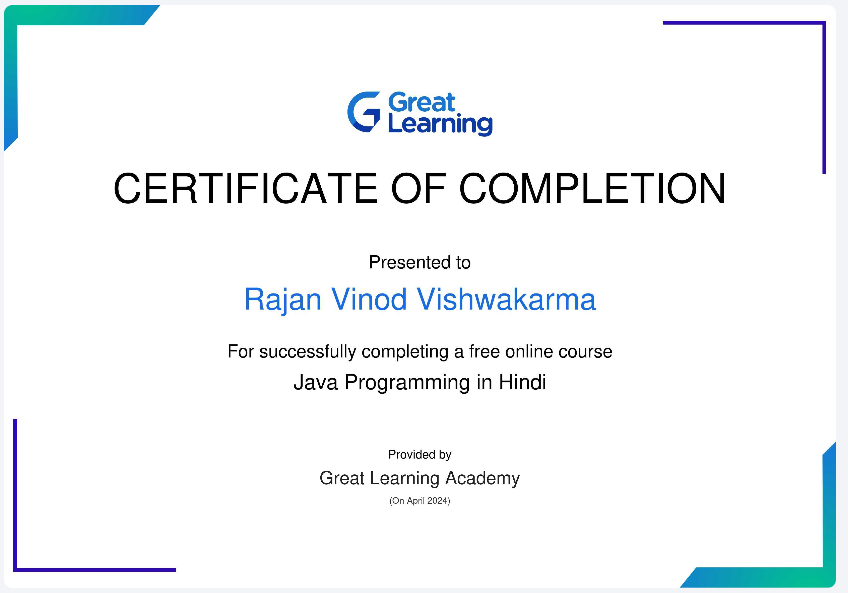 Great
Learning
CERTIFICATE OF COMPLETION
Presented to
Rajan Vinod Vishwakarma
For successfully completing a free online course
Java Programming in Hindi
Provided by
Great Learning Academy
(On April 2024)